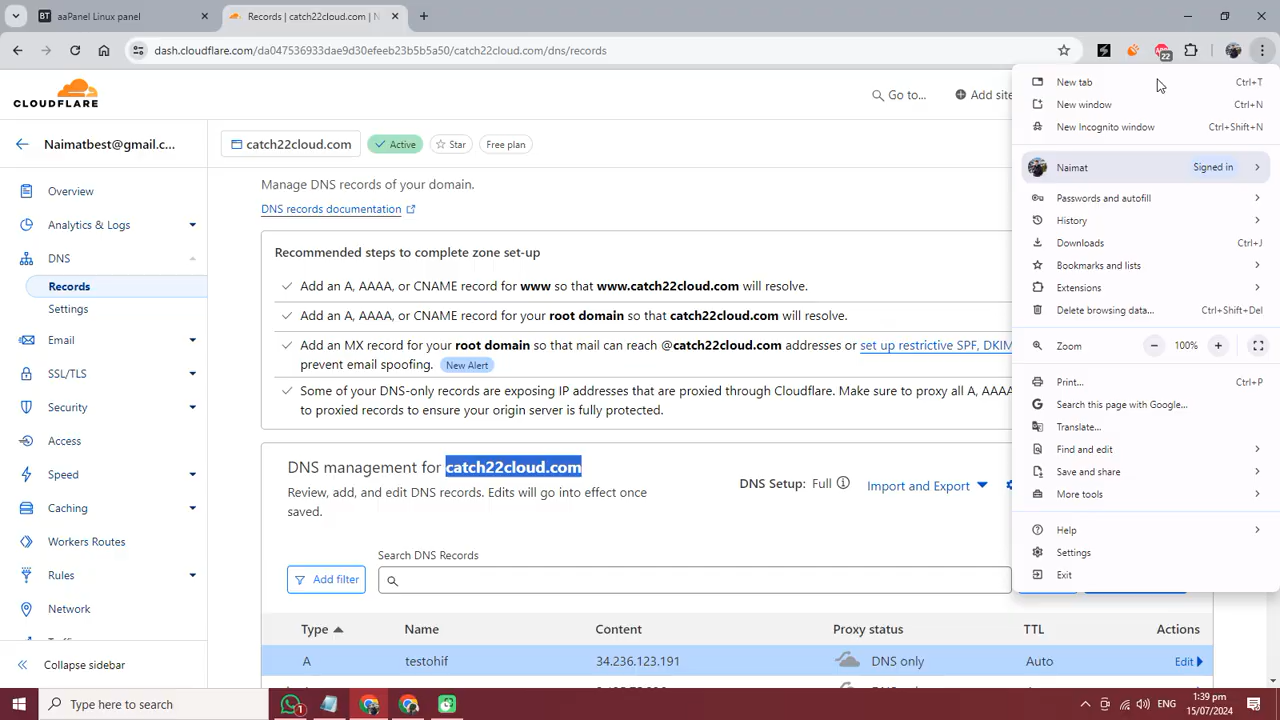 BT aaPanel Linux panel
Records | catch22cloud.com | N
dash.cloudflare.com/da047536933dae9d30efeeb23b5b5a50/catch22cloud.com/dns/records
22
CLOUDFLARE
Go to...
Add site
Naimatbest@gmail.c...
catch22cloud.com
Active
Star
Free plan
Overview
Analytics & Logs
DNS
Records
Settings
Email
SSL/TLS
Security
Access
Speed
Caching
Workers Routes
Rules
Network
Collapse sidebar
Manage DNS records of your domain.
DNS records documentation
Recommended steps to complete zone set-up
Add an A, AAAA, or CNAME record for www so that www.catch22cloud.com will resolve.
Add an A, AAAA, or CNAME record for your root domain so that catch22cloud.com will resolve.
Add an MX record for your root domain so that mail can reach @catch22cloud.com addresses or set up restrictive SPF, DKIM
prevent email spoofing. New Alert
Some of your DNS-only records are exposing IP addresses that are proxied through Cloudflare. Make sure to proxy all A, AAAA
to proxied records to ensure your origin server is fully protected.
DNS management for catch22cloud.com
Review, add, and edit DNS records. Edits will go into effect once
saved.
DNS Setup: Full
Import and Export
Search DNS Records
Add filter
Type Name Content Proxy status TTL Actions
A testohif 34.236.123.191 DNS only Auto Edit
New tab Ctrl+T
New window Ctrl+N
New Incognito window Ctrl+Shift+N
Naimat Signed in
Passwords and autofill
History
Downloads Ctrl+J
Bookmarks and lists
Extensions
Delete browsing data... Ctrl+Shift+Del
Zoom 100%
Print... Ctrl+P
Search this page with Google...
Translate...
Find and edit
Save and share
More tools
Help
Settings
Exit
Type here to search
1
ENG
1:39 pm
15/07/2024